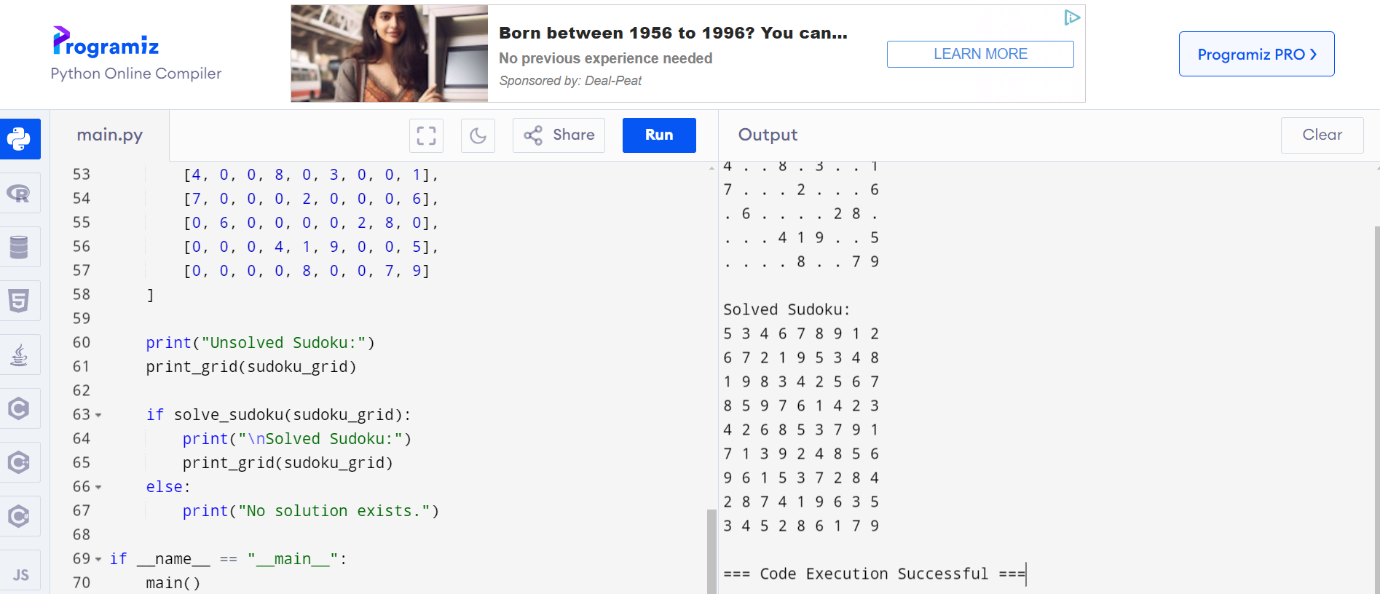 Programiz
Python Online Compiler
Born between 1956 to 1996? You can...
No previous experience needed
Sponsored by: Deal-Peat
LEARN MORE
Programiz PRO >
main.py
Share
Run
Output
Clear
53 [4, 0, 0, 8, 0, 3, 0, 0, 1],
54 [7, 0, 0, 0, 2, 0, 0, 0, 6],
55 [0, 6, 0, 0, 0, 0, 2, 8, 0],
56 [0, 0, 0, 4, 1, 9, 0, 0, 5],
57 [0, 0, 0, 0, 8, 0, 0, 7, 9]
58 ]
59
60 print("Unsolved Sudoku:")
61 print_grid(sudoku_grid)
62
63 if solve_sudoku(sudoku_grid):
64 print("\nSolved Sudoku:")
65 print_grid(sudoku_grid)
66 else:
67 print("No solution exists.")
68
69 if __name__ == "__main__":
70 main()
4 . . 8 . 3 . . 1
7 . . . 2 . . . 6
. 6 . . . . 2 8 .
. . . 4 1 9 . . 5
. . . . 8 . . 7 9
Solved Sudoku:
5 3 4 6 7 8 9 1 2
6 7 2 1 9 5 3 4 8
1 9 8 3 4 2 5 6 7
8 5 9 7 6 1 4 2 3
4 2 6 8 5 3 7 9 1
7 1 3 9 2 4 8 5 6
9 6 1 5 3 7 2 8 4
2 8 7 4 1 9 6 3 5
3 4 5 2 8 6 1 7 9
=== Code Execution Successful ===
JS